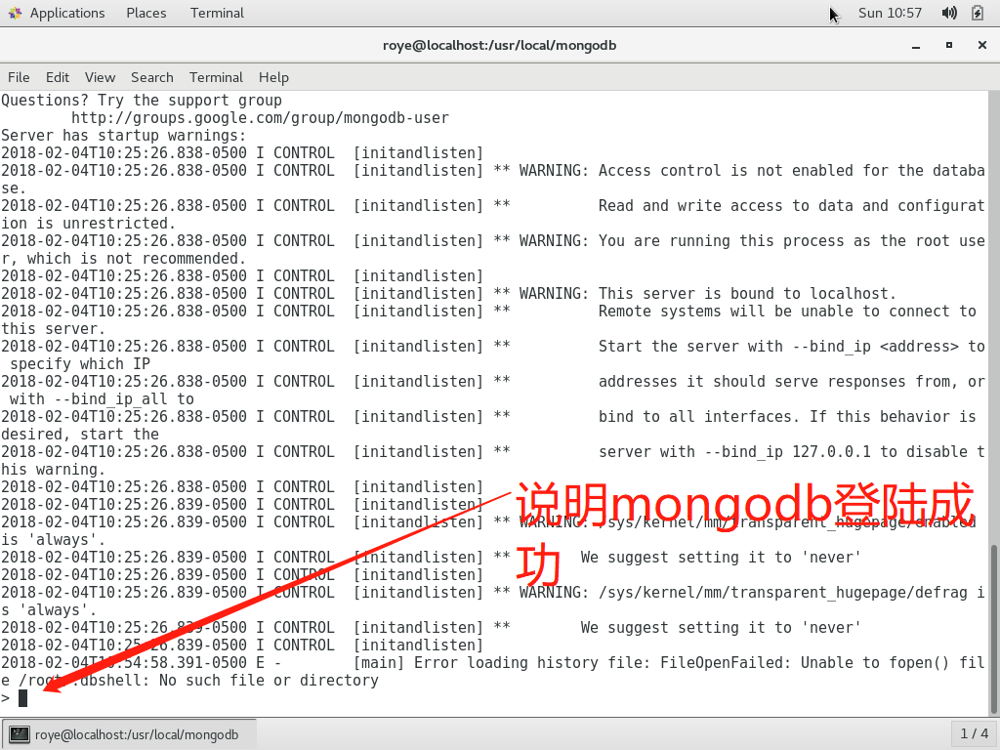 Applications Places Terminal Sun 10:57
roye@localhost:/usr/local/mongodb
File Edit View Search Terminal Help
Questions? Try the support group
http://groups.google.com/group/mongodb-user
Server has startup warnings:
2018-02-04T10:25:26.838-0500 I CONTROL [initandlisten]
2018-02-04T10:25:26.838-0500 I CONTROL [initandlisten] ** WARNING: Access control is not enabled for the databa
se.
2018-02-04T10:25:26.838-0500 I CONTROL [initandlisten] ** Read and write access to data and configurat
ion is unrestricted.
2018-02-04T10:25:26.838-0500 I CONTROL [initandlisten] ** WARNING: You are running this process as the root use
r, which is not recommended.
2018-02-04T10:25:26.838-0500 I CONTROL [initandlisten]
2018-02-04T10:25:26.838-0500 I CONTROL [initandlisten] ** WARNING: This server is bound to localhost.
2018-02-04T10:25:26.838-0500 I CONTROL [initandlisten] ** Remote systems will be unable to connect to
this server.
2018-02-04T10:25:26.838-0500 I CONTROL [initandlisten] ** Start the server with --bind_ip <address> to
specify which IP
2018-02-04T10:25:26.838-0500 I CONTROL [initandlisten] ** addresses it should serve responses from, or
with --bind_ip_all to
2018-02-04T10:25:26.838-0500 I CONTROL [initandlisten] ** bind to all interfaces. If this behavior is
desired, start the
2018-02-04T10:25:26.838-0500 I CONTROL [initandlisten] ** server with --bind_ip 127.0.0.1 to disable t
his warning.
2018-02-04T10:25:26.838-0500 I CONTROL [initandlisten]
2018-02-04T10:25:26.839-0500 I CONTROL [initandlisten]
说明mongodb登陆成
2018-02-04T10:25:26.839-0500 I CONTROL [initandlisten] ** WARNING: /sys/kernel/mm/transparent_hugepage/enabled
is 'always'.
功
2018-02-04T10:25:26.839-0500 I CONTROL [initandlisten] ** We suggest setting it to 'never'
2018-02-04T10:25:26.839-0500 I CONTROL [initandlisten]
2018-02-04T10:25:26.839-0500 I CONTROL [initandlisten] ** WARNING: /sys/kernel/mm/transparent_hugepage/defrag i
s 'always'.
2018-02-04T10:25:26.839-0500 I CONTROL [initandlisten] ** We suggest setting it to 'never'
2018-02-04T10:25:26.839-0500 I CONTROL [initandlisten]
2018-02-04T10:54:58.391-0500 E - [main] Error loading history file: FileOpenFailed: Unable to fopen() fil
e /root/.dbshell: No such file or directory
>
roye@localhost:/usr/local/mongodb 1 / 4